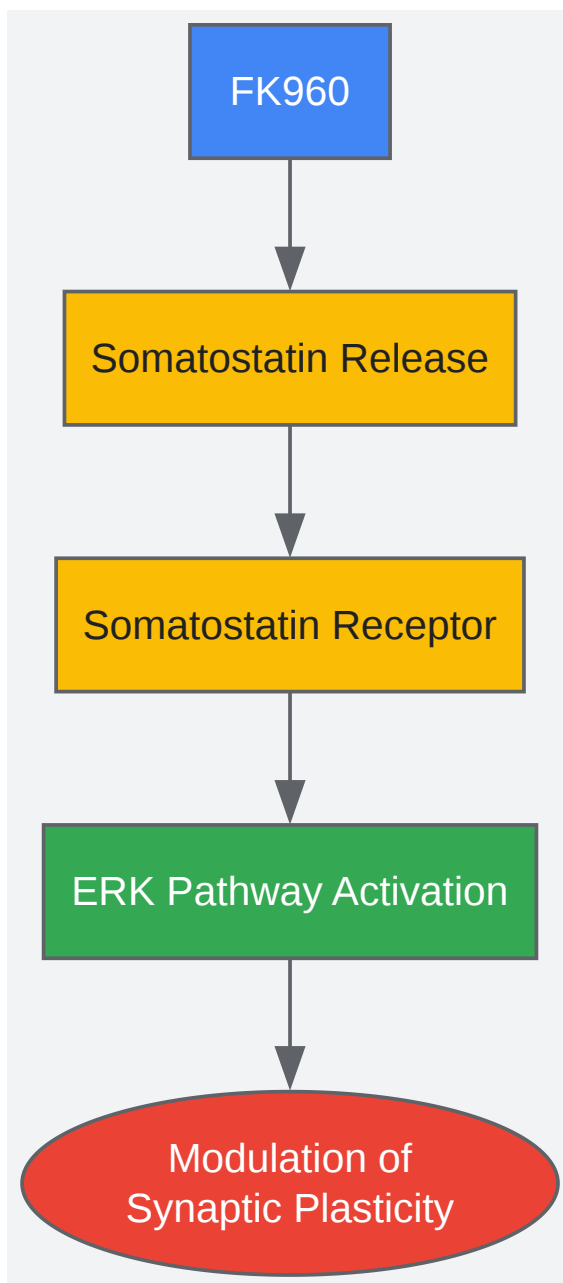 FK960
Somatostatin Release
Somatostatin Receptor
ERK Pathway Activation
Modulation of
Synaptic Plasticity